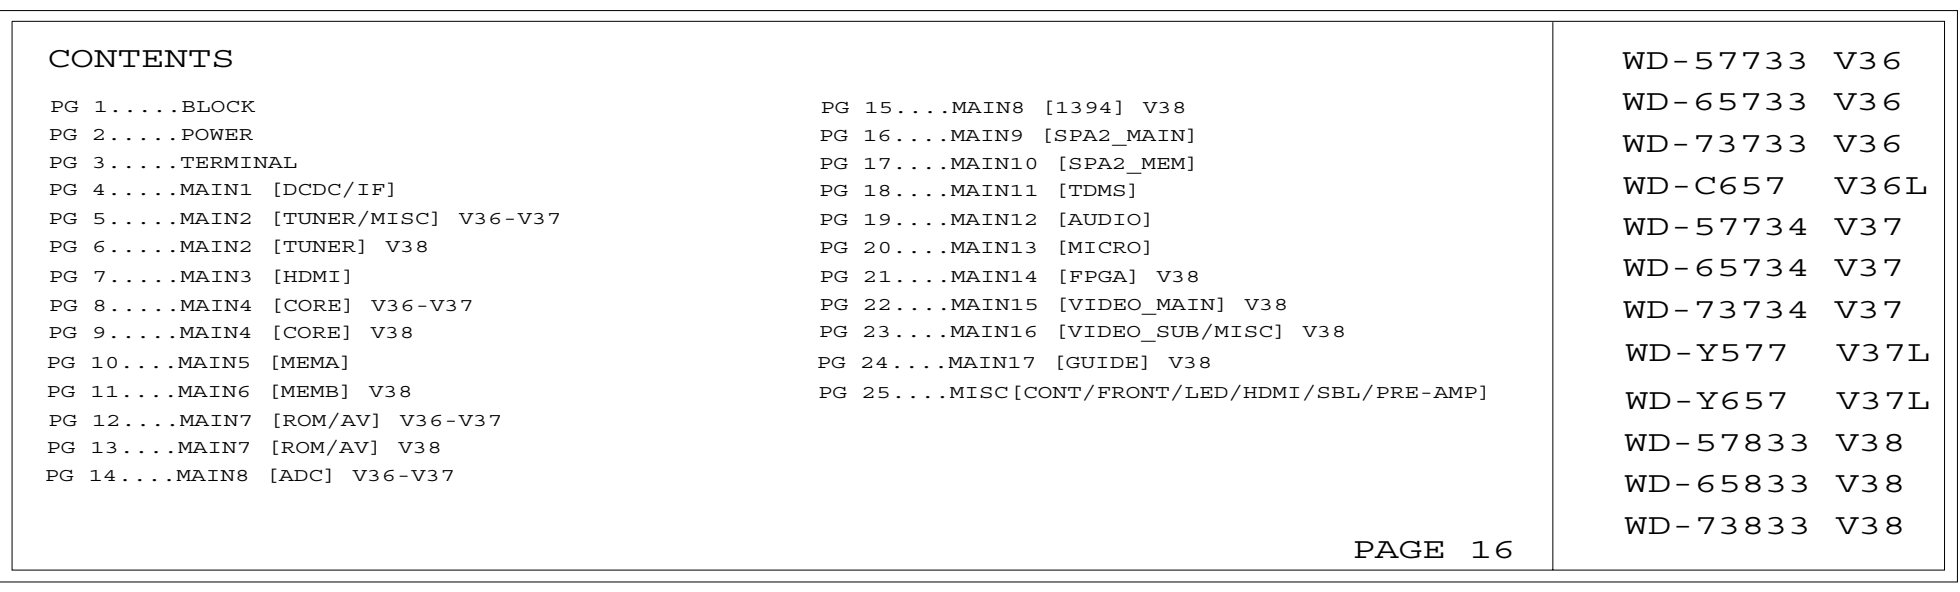 CONTENTS
PG 1.....BLOCK
PG 2.....POWER
PG 3.....TERMINAL
PG 4.....MAIN1 [DCDC/IF]
PG 5.....MAIN2 [TUNER/MISC] V36-V37
PG 6.....MAIN2 [TUNER] V38
PG 7.....MAIN3 [HDMI]
PG 8.....MAIN4 [CORE] V36-V37
PG 9.....MAIN4 [CORE] V38
PG 10....MAIN5 [MEMA]
PG 11....MAIN6 [MEMB] V38
PG 12....MAIN7 [ROM/AV] V36-V37
PG 13....MAIN7 [ROM/AV] V38
PG 14....MAIN8 [ADC] V36-V37
PG 15....MAIN8 [1394] V38
PG 16....MAIN9 [SPA2_MAIN]
PG 17....MAIN10 [SPA2_MEM]
PG 18....MAIN11 [TDMS]
PG 19....MAIN12 [AUDIO]
PG 20....MAIN13 [MICRO]
PG 21....MAIN14 [FPGA] V38
PG 22....MAIN15 [VIDEO_MAIN] V38
PG 23....MAIN16 [VIDEO_SUB/MISC] V38
PG 24....MAIN17 [GUIDE] V38
PG 25....MISC[CONT/FRONT/LED/HDMI/SBL/PRE-AMP]
PAGE 16
WD-57733 V36
WD-65733 V36
WD-73733 V36
WD-C657 V36L
WD-57734 V37
WD-65734 V37
WD-73734 V37
WD-Y577 V37L
WD-Y657 V37L
WD-57833 V38
WD-65833 V38
WD-73833 V38